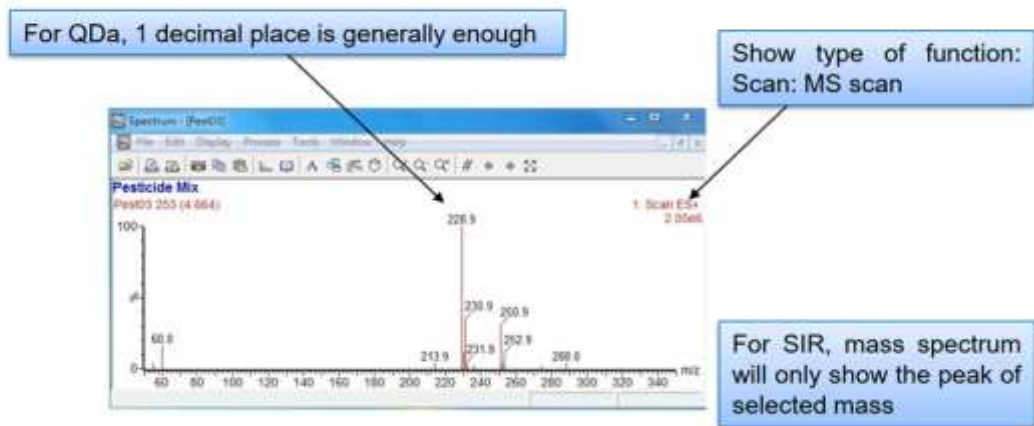 For QDa, 1 decimal place is generally enough
Show type of function:
Scan: MS scan
Spectrum - [Pest03]
File Edit Display Process Tools Window Help
Pesticide Mix
Pest03 253 (4.664)
1: Scan ES+
2.00e6
228.9
100
%
0
60.0
213.9
230.9
231.9
250.9
252.9
268.0
60 80 100 120 140 160 180 200 220 240 260 280 300 320 340
m/z
For SIR, mass spectrum
will only show the peak of
selected mass